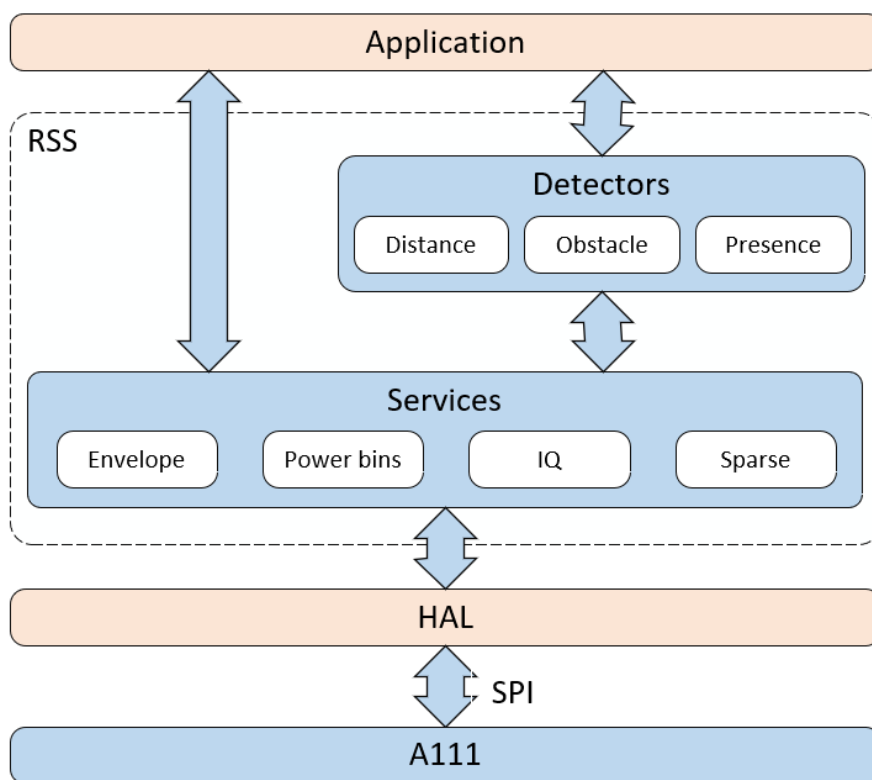 Application
RSS
Detectors
Distance
Obstacle
Presence
Services
Envelope
Power bins
IQ
Sparse
HAL
SPI
A111